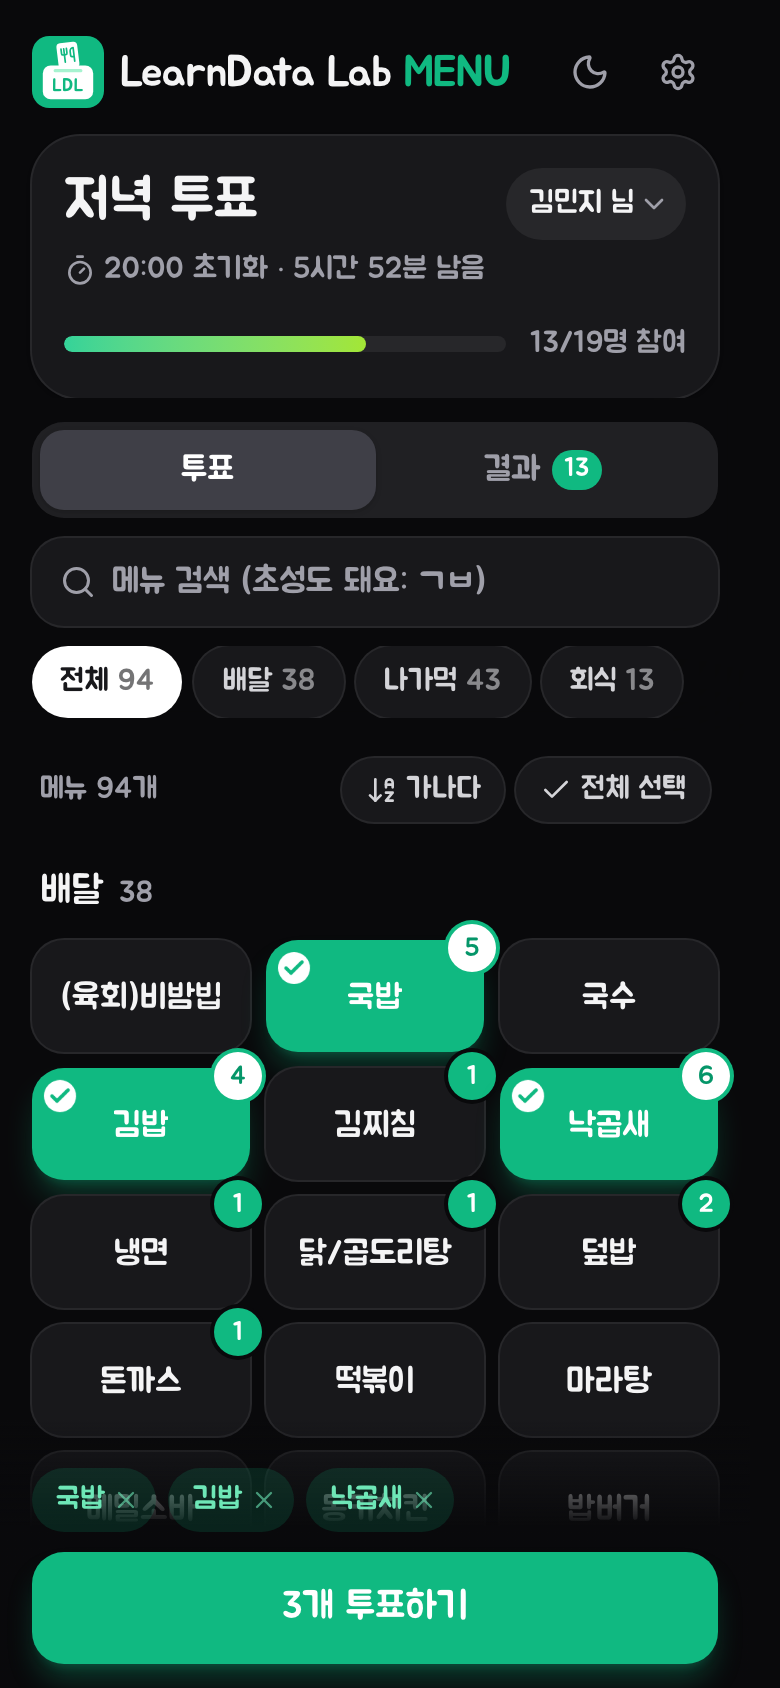 LDL
LearnData Lab MENU
저녁 투표
김민지 님
20:00 초기화 · 5시간 52분 남음
13/19명 참여
투표
결과 13
메뉴 검색 (초성도 돼요: ㄱㅂ)
전체 94 배달 38 나가먹 43 회식 13
메뉴 94개 가나다 전체 선택
배달 38
(육회)비빔밥 국밥 5 국수
김밥 4 김찌침 1 낙곱새 6
냉면 1 닭/곱도리탕 1 덮밥 2
돈까스 1 떡볶이 마라탕
밥버거
국밥 × 김밥 × 낙곱새 ×
3개 투표하기